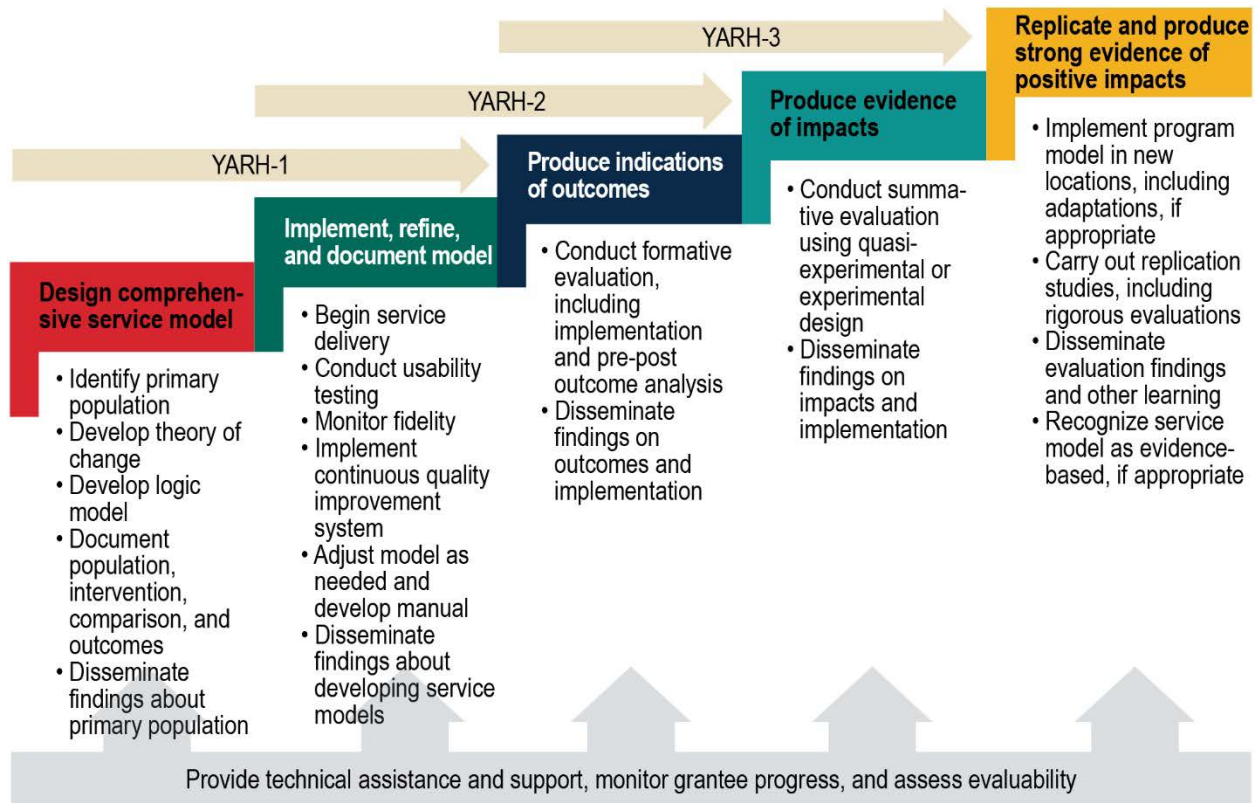 YARH-1
YARH-2
YARH-3
Design comprehen-
sive service model
• Identify primary
population
• Develop theory of
change
• Develop logic
model
• Document
population,
intervention,
comparison, and
outcomes
• Disseminate
findings about
primary population
Implement, refine,
and document model
• Begin service
delivery
• Conduct usability
testing
• Monitor fidelity
• Implement
continuous quality
improvement
system
• Adjust model as
needed and
develop manual
• Disseminate
findings about
developing service
models
Produce indications
of outcomes
• Conduct formative
evaluation,
including
implementation
and pre-post
outcome analysis
• Disseminate
findings on
outcomes and
implementation
Produce evidence
of impacts
• Conduct summa-
tive evaluation
using quasi-
experimental or
experimental
design
• Disseminate
findings on
impacts and
implementation
Replicate and produce
strong evidence of
positive impacts
• Implement program
model in new
locations, including
adaptations, if
appropriate
• Carry out replication
studies, including
rigorous evaluations
• Disseminate
evaluation findings
and other learning
• Recognize service
model as evidence-
based, if appropriate
Provide technical assistance and support, monitor grantee progress, and assess evaluability